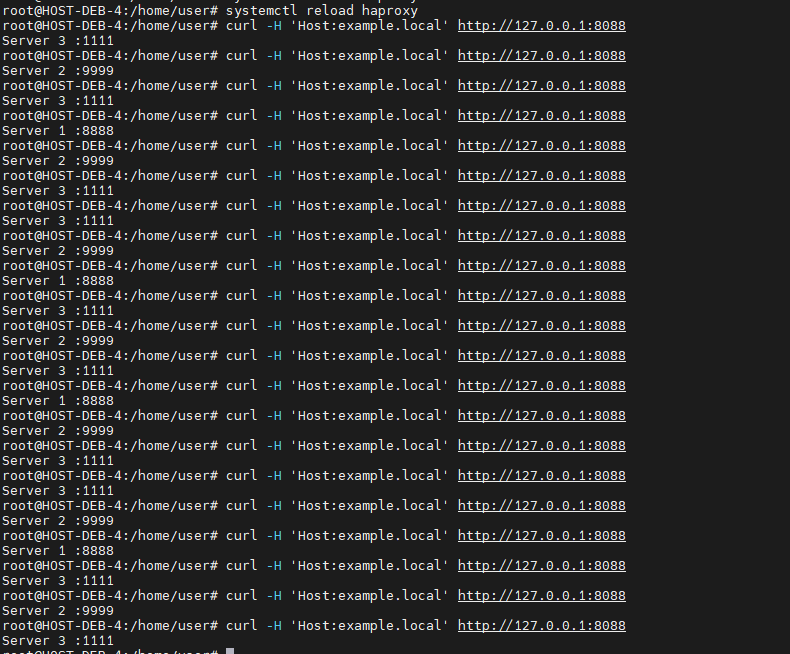 root@HOST-DEB-4:/home/user# systemctl reload haproxy
root@HOST-DEB-4:/home/user# curl -H 'Host:example.local' http://127.0.0.1:8088
Server 3 :1111
root@HOST-DEB-4:/home/user# curl -H 'Host:example.local' http://127.0.0.1:8088
Server 2 :9999
root@HOST-DEB-4:/home/user# curl -H 'Host:example.local' http://127.0.0.1:8088
Server 3 :1111
root@HOST-DEB-4:/home/user# curl -H 'Host:example.local' http://127.0.0.1:8088
Server 1 :8888
root@HOST-DEB-4:/home/user# curl -H 'Host:example.local' http://127.0.0.1:8088
Server 2 :9999
root@HOST-DEB-4:/home/user# curl -H 'Host:example.local' http://127.0.0.1:8088
Server 3 :1111
root@HOST-DEB-4:/home/user# curl -H 'Host:example.local' http://127.0.0.1:8088
Server 3 :1111
root@HOST-DEB-4:/home/user# curl -H 'Host:example.local' http://127.0.0.1:8088
Server 2 :9999
root@HOST-DEB-4:/home/user# curl -H 'Host:example.local' http://127.0.0.1:8088
Server 1 :8888
root@HOST-DEB-4:/home/user# curl -H 'Host:example.local' http://127.0.0.1:8088
Server 3 :1111
root@HOST-DEB-4:/home/user# curl -H 'Host:example.local' http://127.0.0.1:8088
Server 2 :9999
root@HOST-DEB-4:/home/user# curl -H 'Host:example.local' http://127.0.0.1:8088
Server 3 :1111
root@HOST-DEB-4:/home/user# curl -H 'Host:example.local' http://127.0.0.1:8088
Server 1 :8888
root@HOST-DEB-4:/home/user# curl -H 'Host:example.local' http://127.0.0.1:8088
Server 2 :9999
root@HOST-DEB-4:/home/user# curl -H 'Host:example.local' http://127.0.0.1:8088
Server 3 :1111
root@HOST-DEB-4:/home/user# curl -H 'Host:example.local' http://127.0.0.1:8088
Server 3 :1111
root@HOST-DEB-4:/home/user# curl -H 'Host:example.local' http://127.0.0.1:8088
Server 2 :9999
root@HOST-DEB-4:/home/user# curl -H 'Host:example.local' http://127.0.0.1:8088
Server 1 :8888
root@HOST-DEB-4:/home/user# curl -H 'Host:example.local' http://127.0.0.1:8088
Server 3 :1111
root@HOST-DEB-4:/home/user# curl -H 'Host:example.local' http://127.0.0.1:8088
Server 2 :9999
root@HOST-DEB-4:/home/user# curl -H 'Host:example.local' http://127.0.0.1:8088
Server 3 :1111